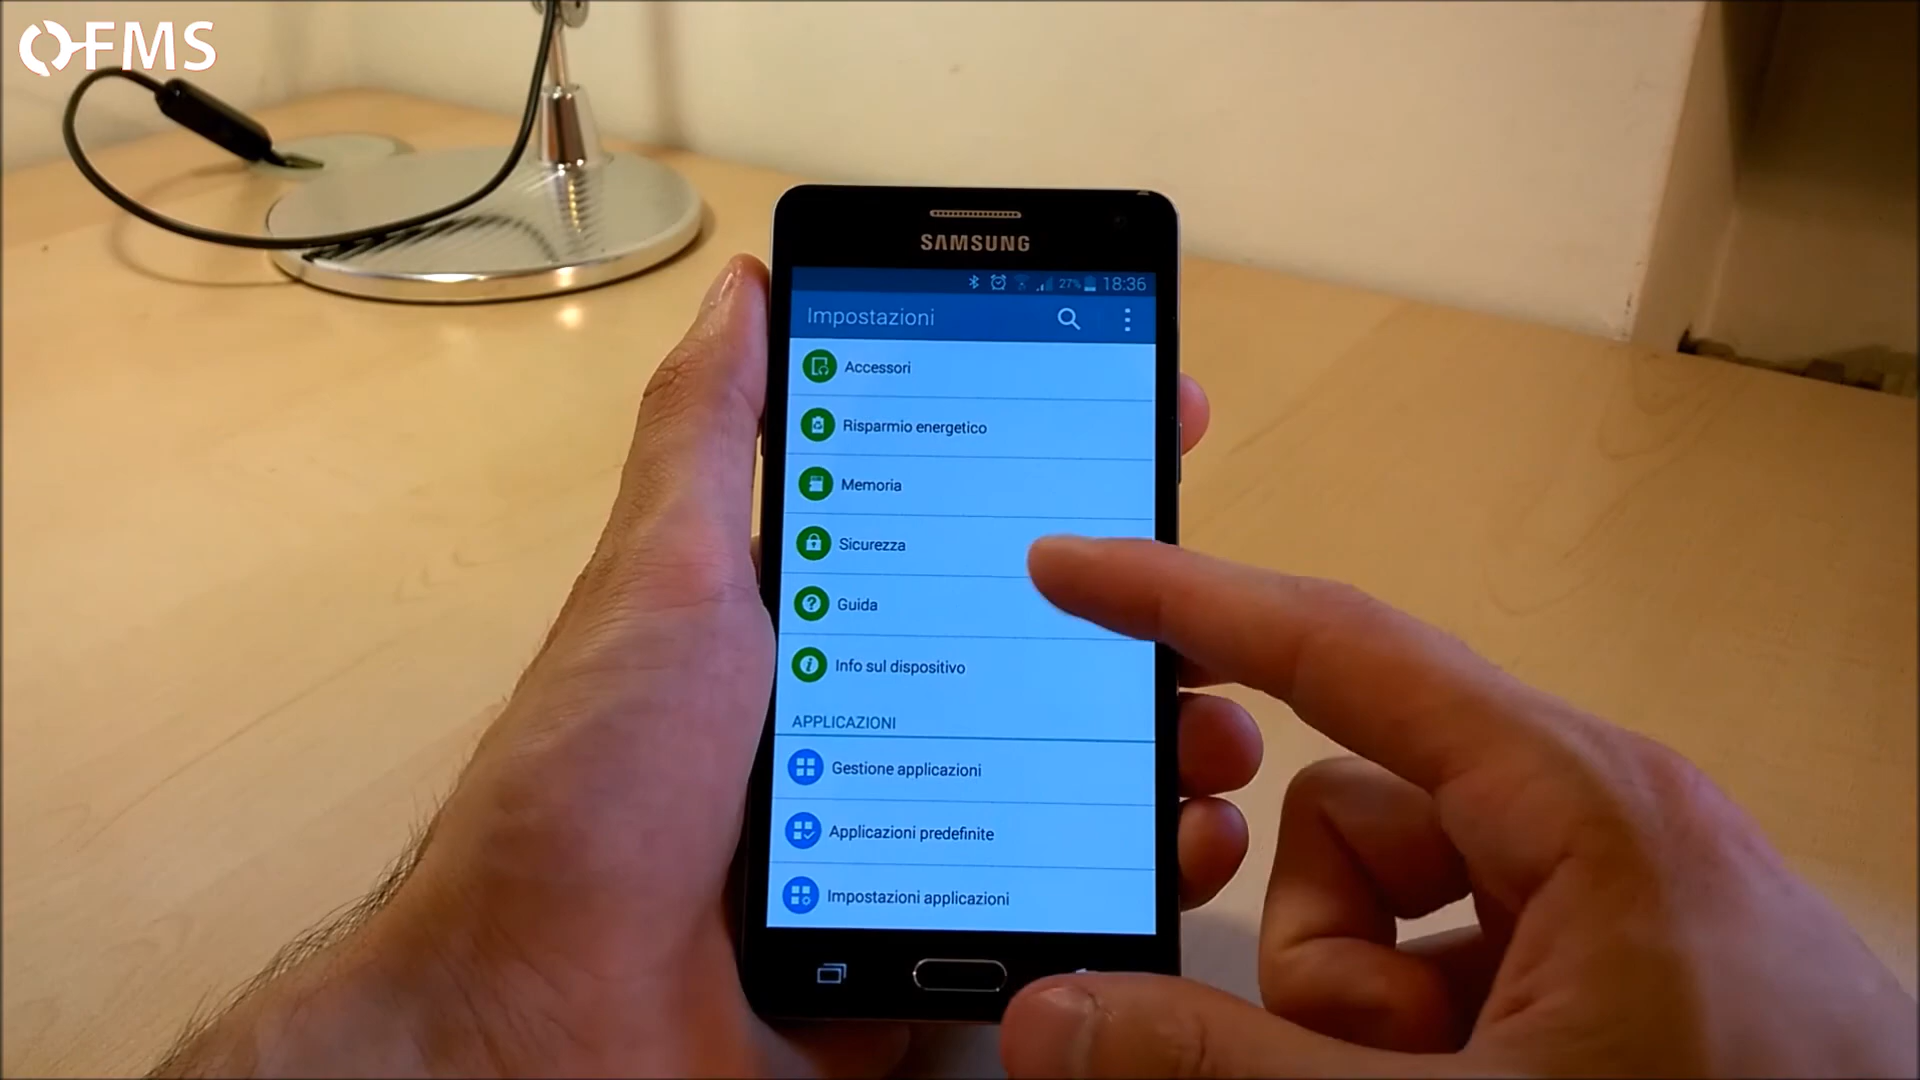 FMS
SAMSUNG
27% 18:36
Impostazioni
Accessori
Risparmio energetico
Memoria
Sicurezza
Guida
Info sul dispositivo
APPLICAZIONI
Gestione applicazioni
Applicazioni predefinite
Impostazioni applicazioni